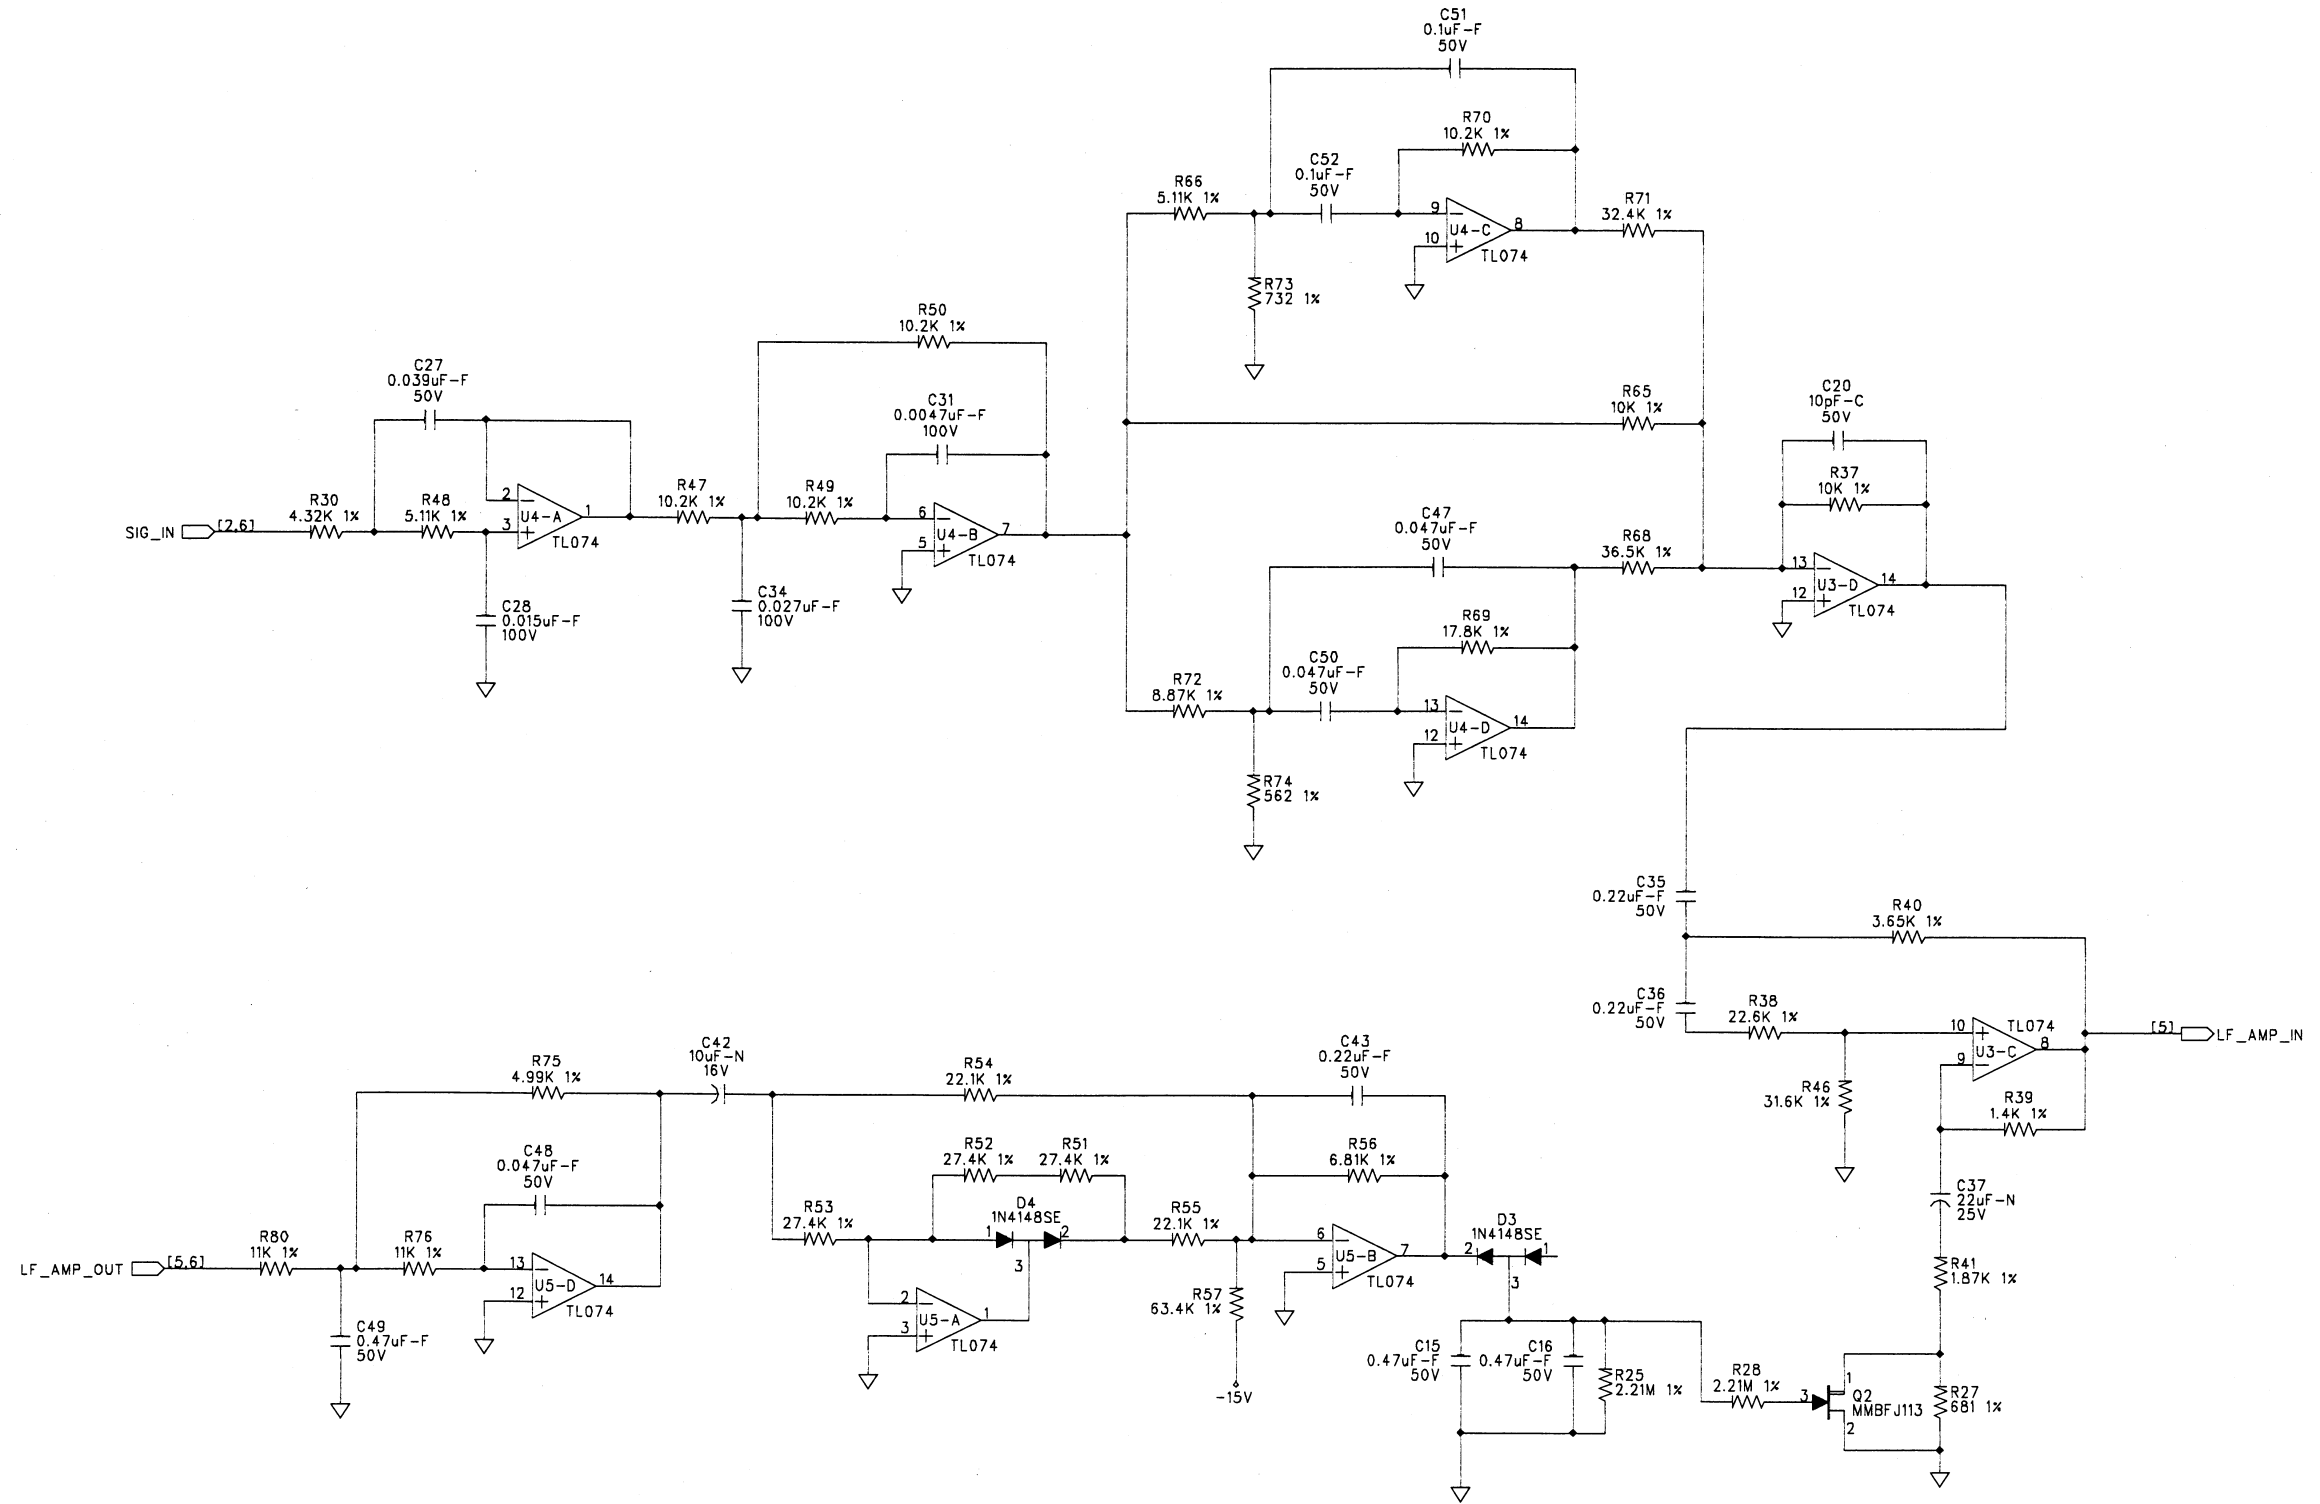 C51
0.1uF-F
50V
R70
10.2K 1%
C52
0.1uF-F
50V
R66
5.11K 1%
9
U4-C
8
10
TL074
R71
32.4K 1%
R73
732 1%
R50
10.2K 1%
C27
0.039uF-F
50V
C31
0.0047uF-F
100V
R65
10K 1%
C20
10pF-C
50V
R37
10K 1%
SIG_IN
[2,6]
R30
4.32K 1%
R48
5.11K 1%
2
U4-A
1
3
TL074
R47
10.2K 1%
R49
10.2K 1%
6
U4-B
7
5
TL074
C28
0.015uF-F
100V
C34
0.027uF-F
100V
C47
0.047uF-F
50V
R68
36.5K 1%
13
U3-D
14
12
TL074
R69
17.8K 1%
C50
0.047uF-F
50V
R72
8.87K 1%
13
U4-D
14
12
TL074
R74
562 1%
C35
0.22uF-F
50V
R40
3.65K 1%
C36
0.22uF-F
50V
R38
22.6K 1%
10
TL074
U3-C
8
9
[5]
LF_AMP_IN
R46
31.6K 1%
R39
1.4K 1%
C37
22uF-N
25V
R41
1.87K 1%
R75
4.99K 1%
C42
10uF-N
16V
R54
22.1K 1%
C43
0.22uF-F
50V
C48
0.047uF-F
50V
R52
27.4K 1%
R51
27.4K 1%
R56
6.81K 1%
D4
1N4148SE
1
2
3
R53
27.4K 1%
R55
22.1K 1%
6
U5-B
7
5
TL074
D3
1N4148SE
2
1
3
LF_AMP_OUT
[5,6]
R80
11K 1%
R76
11K 1%
13
U5-D
14
12
TL074
C49
0.47uF-F
50V
2
U5-A
1
3
TL074
R57
63.4K 1%
-15V
C15
0.47uF-F
50V
C16
0.47uF-F
50V
R25
2.21M 1%
R28
2.21M 1%
3
1
Q2
MMBFJ113
2
R27
681 1%